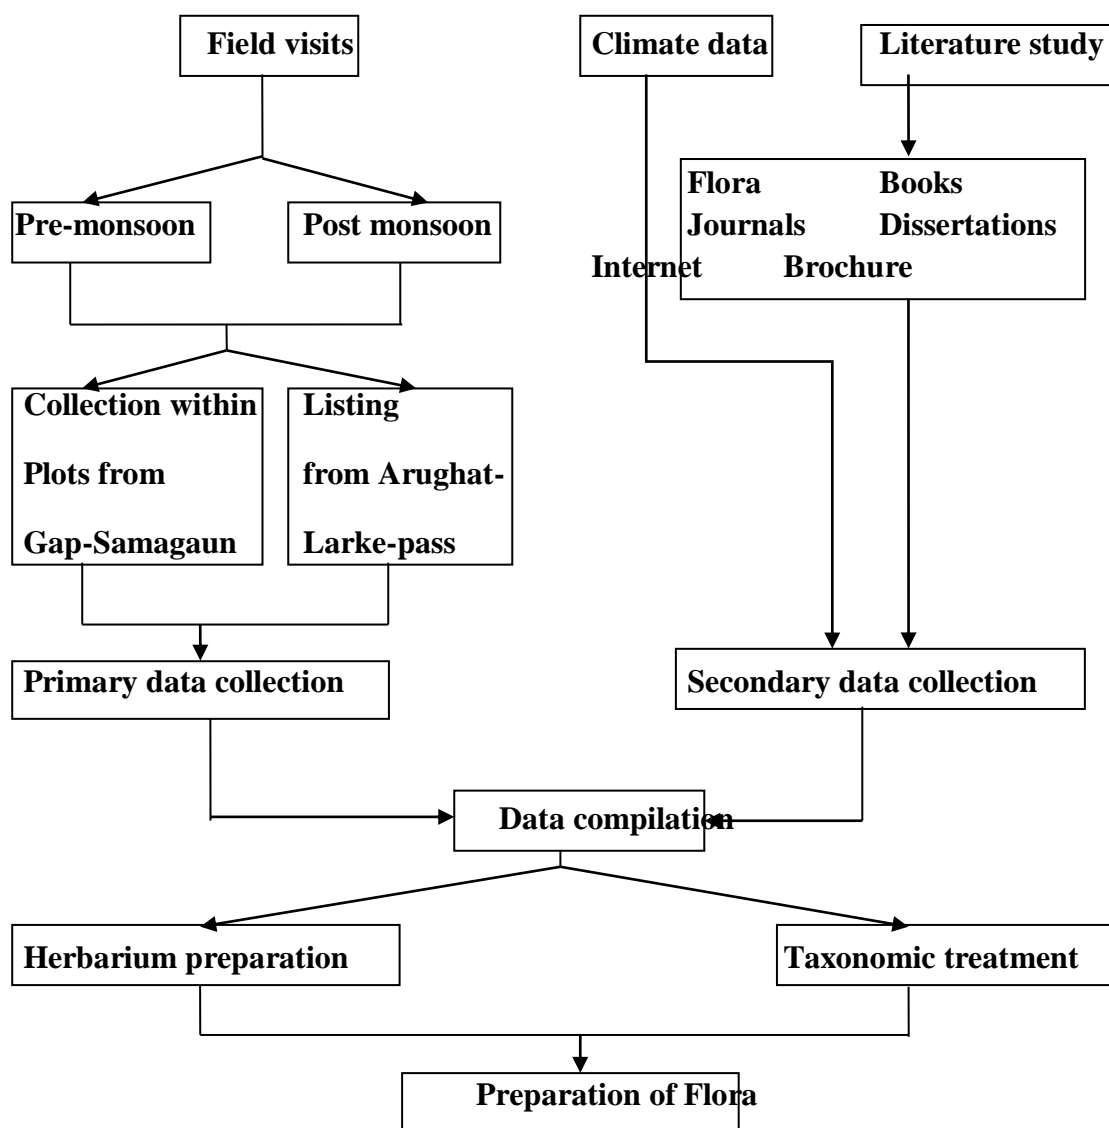 Field visits
Climate data
Literature study
Flora Books
Journals Dissertations
Internet Brochure
Pre-monsoon
Post monsoon
Collection within
Plots from
Gap-Samagaun
Listing
from Arughat-
Larke-pass
Primary data collection
Secondary data collection
Data compilation
Herbarium preparation
Taxonomic treatment
Preparation of Flora